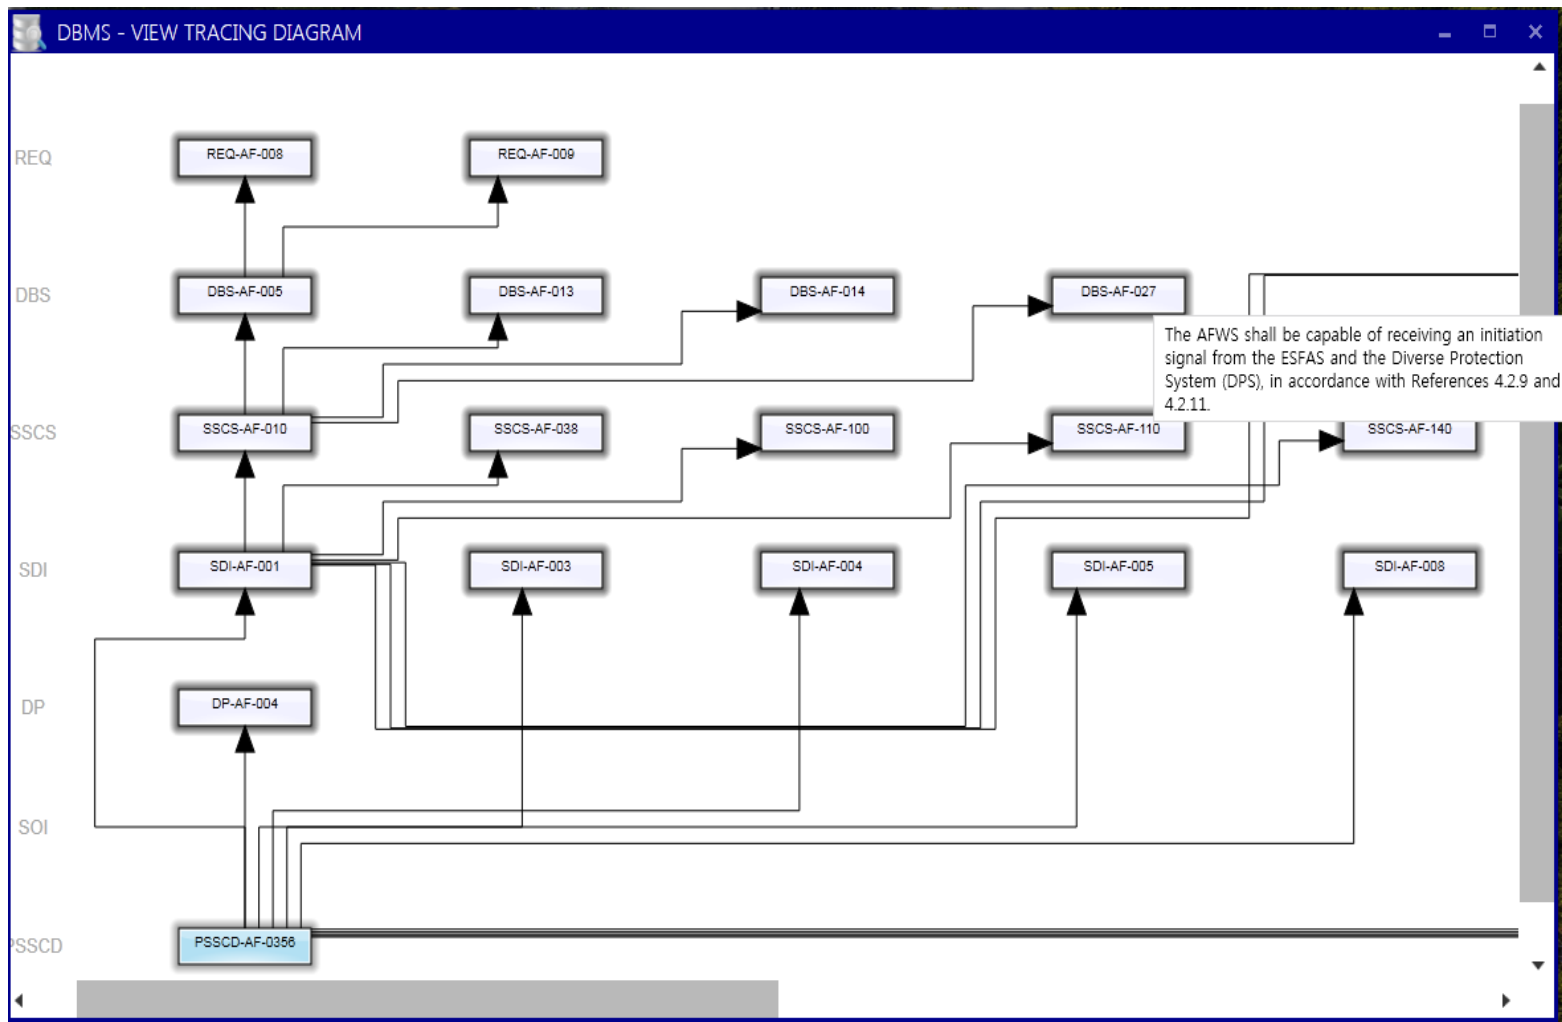 DBMS - VIEW TRACING DIAGRAM
REQ
REQ-AF-008
REQ-AF-009
DBS
DBS-AF-005
DBS-AF-013
DBS-AF-014
DBS-AF-027
The AFWS shall be capable of receiving an initiation
signal from the ESFAS and the Diverse Protection
System (DPS), in accordance with References 4.2.9 and
4.2.11.
SSCS
SSCS-AF-010
SSCS-AF-038
SSCS-AF-100
SSCS-AF-110
SSCS-AF-140
SDI
SDI-AF-001
SDI-AF-003
SDI-AF-004
SDI-AF-005
SDI-AF-008
DP
DP-AF-004
SOI
PSSCD
PSSCD-AF-0356